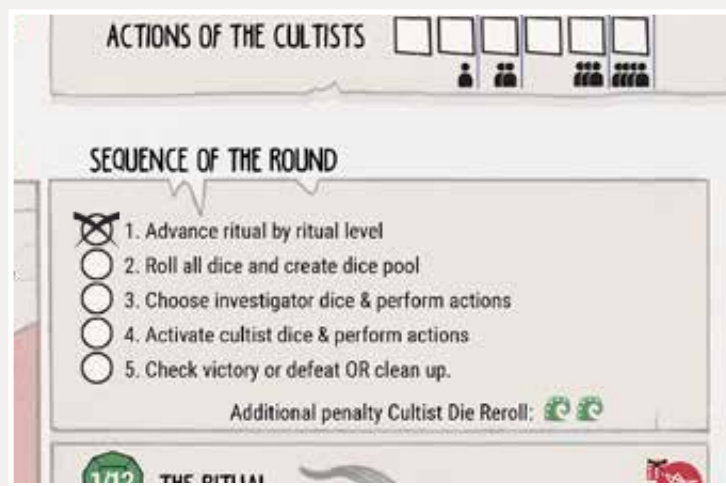 ACTIONS OF THE CULTISTS
SEQUENCE OF THE ROUND
1. Advance ritual by ritual level
2. Roll all dice and create dice pool
3. Choose investigator dice & perform actions
4. Activate cultist dice & perform actions
5. Check victory or defeat OR clean up.
Additional penalty Cultist Die Reroll:
1/12 THE RITUAL